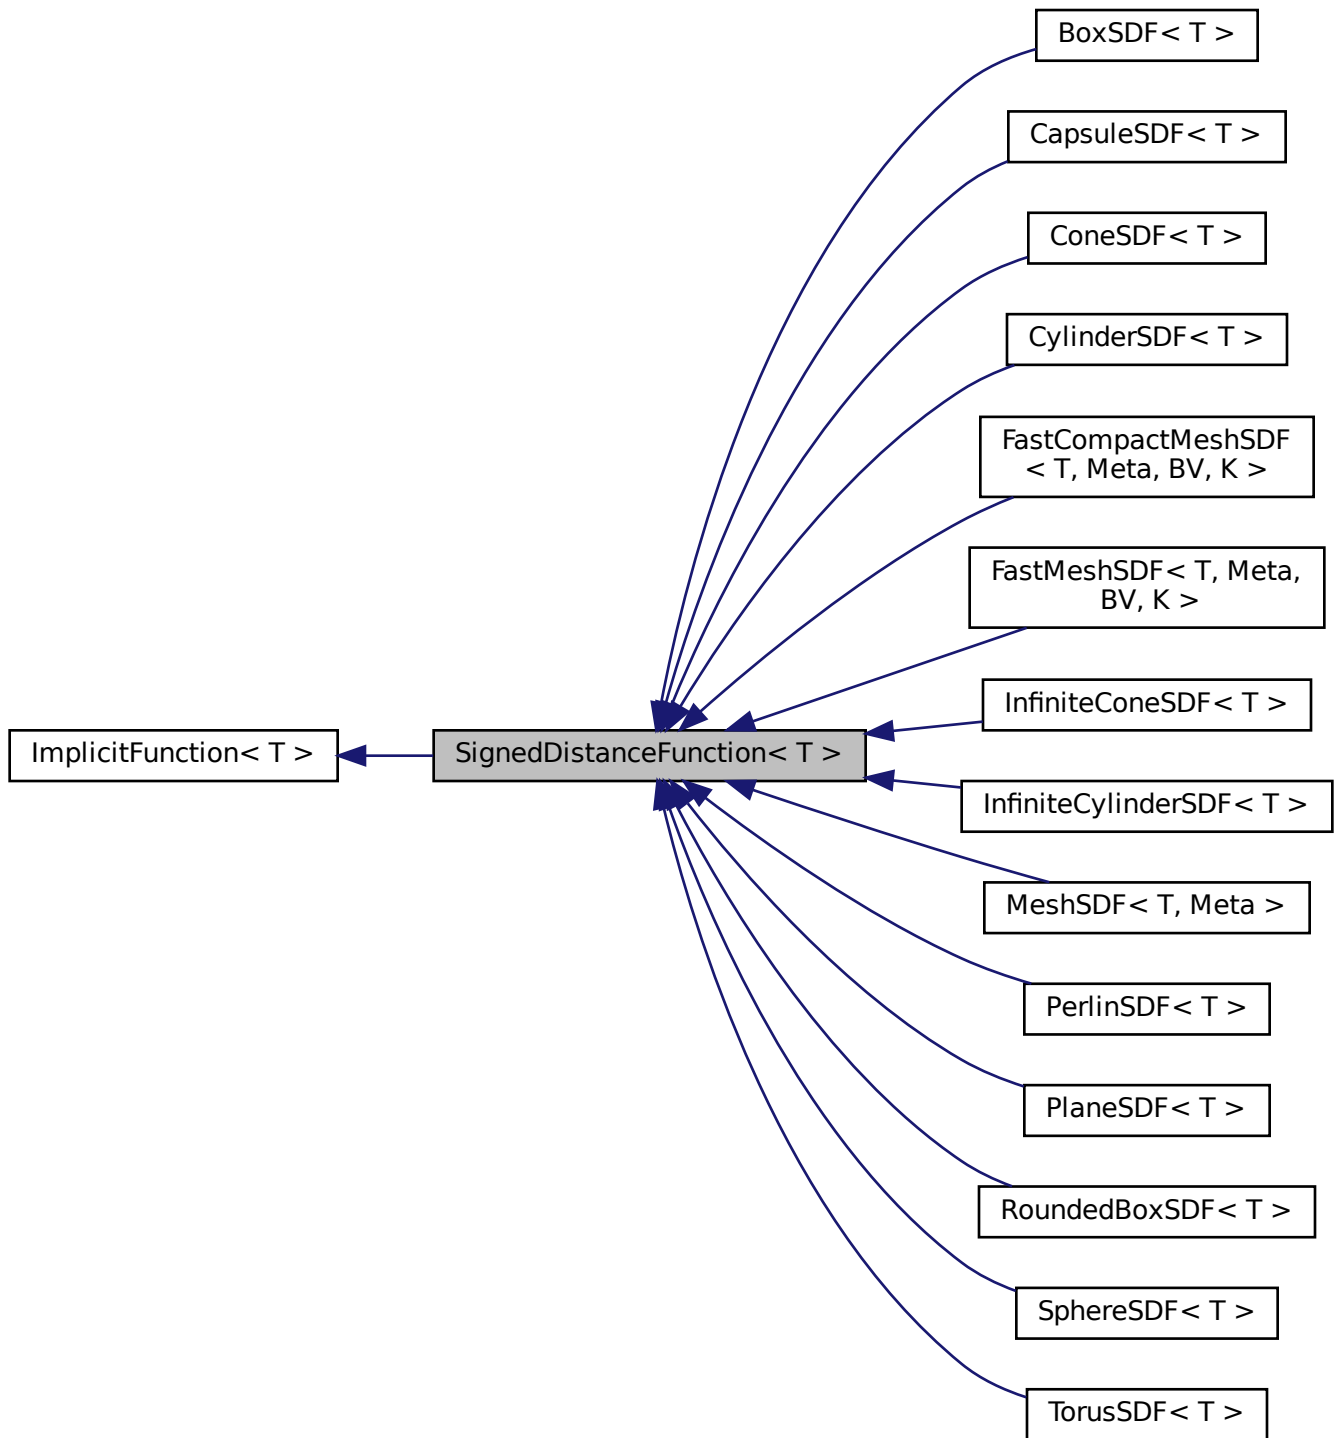 BoxSDF< T >
CapsuleSDF< T >
ConeSDF< T >
CylinderSDF< T >
FastCompactMeshSDF
< T, Meta, BV, K >
FastMeshSDF< T, Meta,
BV, K >
InfiniteConeSDF< T >
ImplicitFunction< T >
SignedDistanceFunction< T >
InfiniteCylinderSDF< T >
MeshSDF< T, Meta >
PerlinSDF< T >
PlaneSDF< T >
RoundedBoxSDF< T >
SphereSDF< T >
TorusSDF< T >